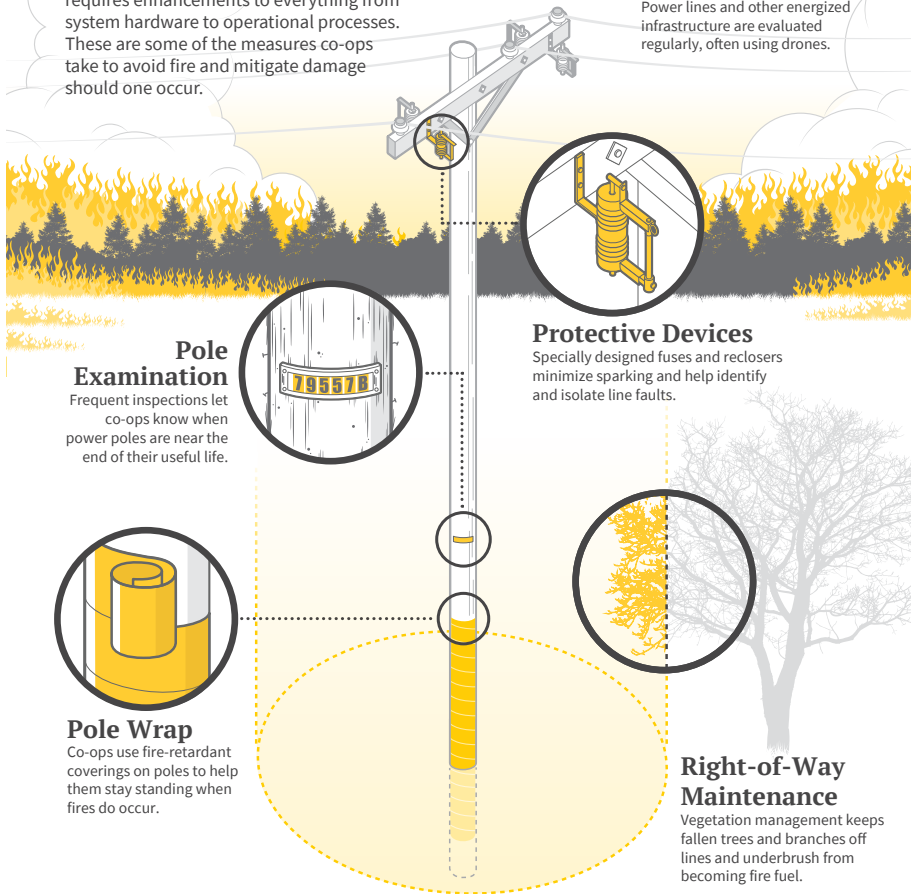 requires enhancements to everything from
system hardware to operational processes.
These are some of the measures co-ops
take to avoid fire and mitigate damage
should one occur.
Power lines and other energized
infrastructure are evaluated
regularly, often using drones.
Protective Devices
Specially designed fuses and reclosers
minimize sparking and help identify
and isolate line faults.
Pole
Examination
Frequent inspections let
co-ops know when
power poles are near the
end of their useful life.
79557B
Pole Wrap
Co-ops use fire-retardant
coverings on poles to help
them stay standing when
fires do occur.
Right-of-Way
Maintenance
Vegetation management keeps
fallen trees and branches off
lines and underbrush from
becoming fire fuel.